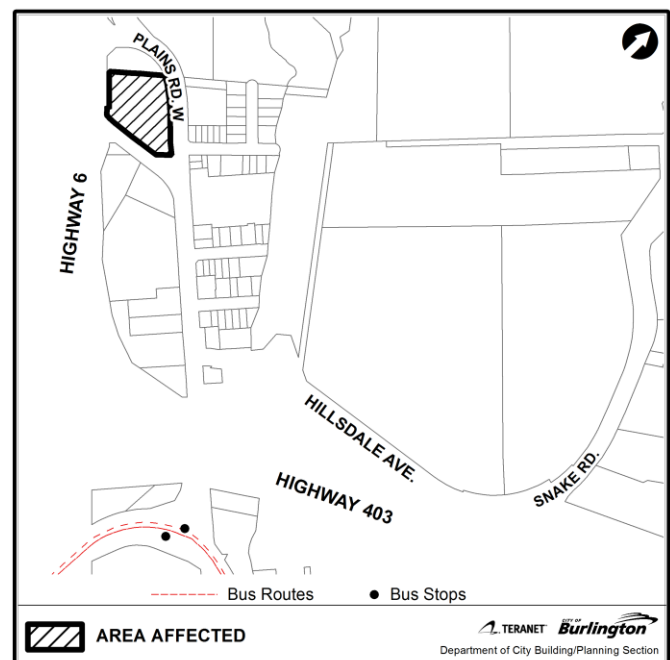 PLAINS RD. W
HIGHWAY 6
HILLSDALE AVE.
HIGHWAY 403
SNAKE RD.
Bus Routes
Bus Stops
AREA AFFECTED
TERANET
CITY OF
Burlington
Department of City Building/Planning Section